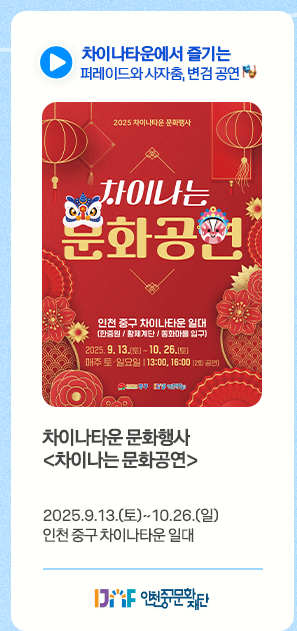 차이나타운에서 즐기는
퍼레이드와 사자춤, 변검 공연
2025 차이나타운 문화행사
차이나는
문화공연
인천 중구 차이나타운 일대
(한중원 / 황제계단 / 동화마을 입구)
2025. 9. 13.(토) ~ 10. 26.(토)
매주 토·일요일 | 13:00, 16:00 (2회 공연)
차이나타운 문화행사
<차이나는 문화공연>
2025.9.13.(토)~10.26.(일)
인천 중구 차이나타운 일대
인천중구문화재단